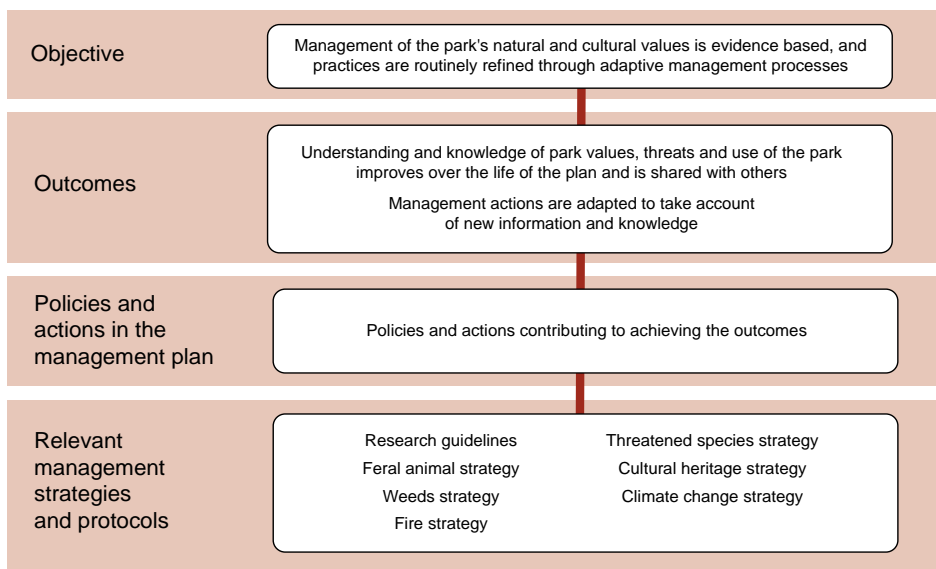 Objective
Management of the park's natural and cultural values is evidence based, and
practices are routinely refined through adaptive management processes
Outcomes
Understanding and knowledge of park values, threats and use of the park
improves over the life of the plan and is shared with others
Management actions are adapted to take account
of new information and knowledge
Policies and
actions in the
management plan
Policies and actions contributing to achieving the outcomes
Relevant
management
strategies
and protocols
Research guidelines
Feral animal strategy
Weeds strategy
Fire strategy
Threatened species strategy
Cultural heritage strategy
Climate change strategy